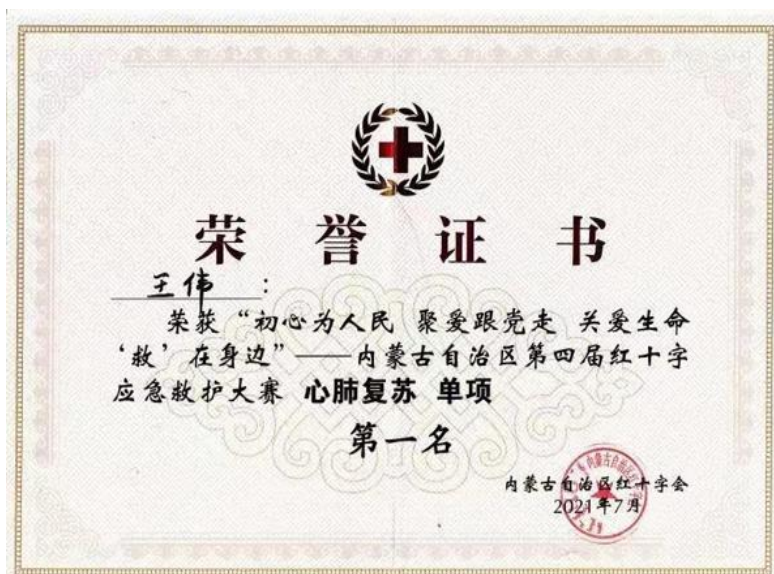 荣 誉 证 书
王伟 :
荣获“初心为人民 聚爱跟党走 关爱生命
‘救’在身边”——内蒙古自治区第四届红十字
应急救护大赛 心肺复苏 单项
第一名
内蒙古自治区红十字会
2021年7月